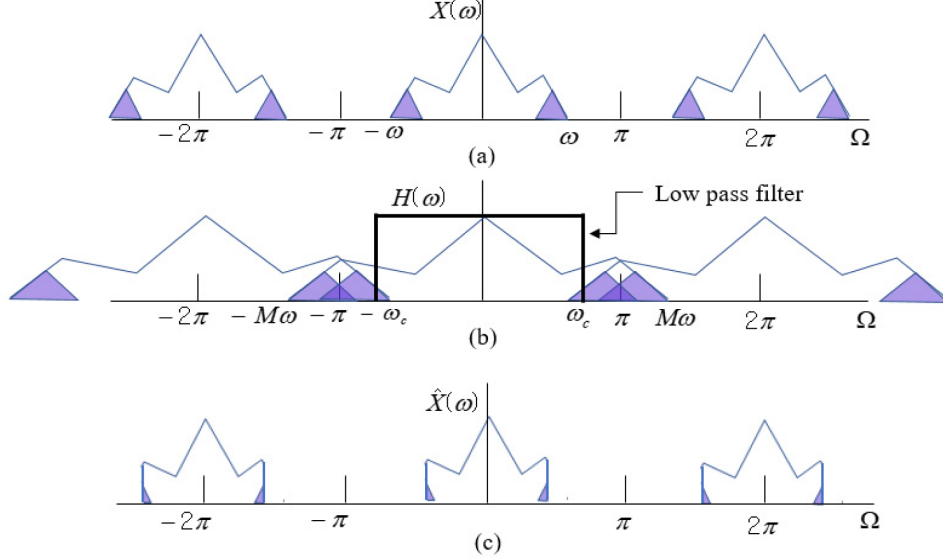 X(ω)
−2π −π −ω ω π 2π Ω
(a)
H(ω) Low pass filter
−2π −Mω −π −ω_c ω_c π Mω 2π Ω
(b)
X̂(ω)
−2π −π π 2π Ω
(c)